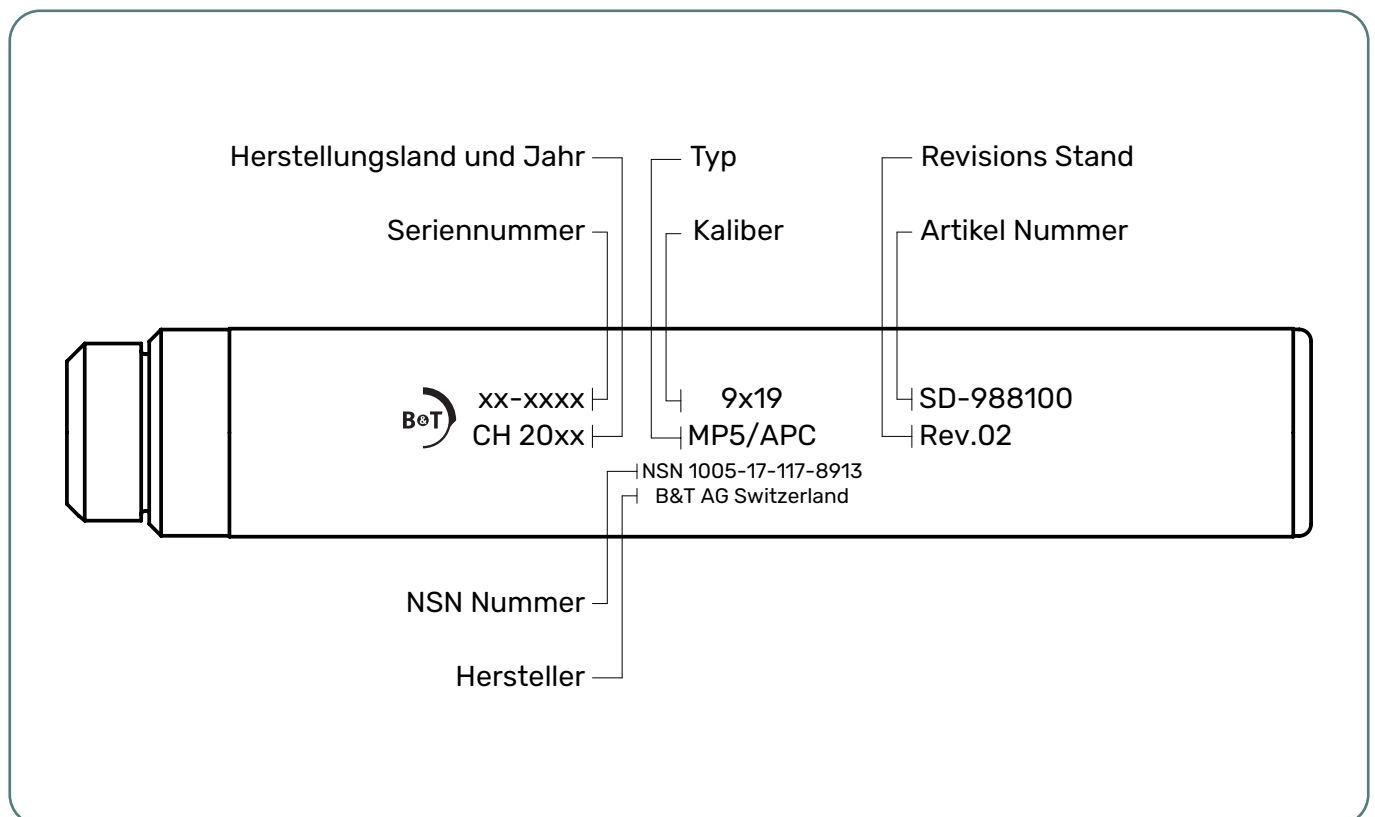 Herstellungsland und Jahr
Typ
Revisions Stand
Seriennummer
Kaliber
Artikel Nummer
B&T
xx-xxxx
9x19
SD-988100
CH 20xx
MP5/APC
Rev.02
NSN 1005-17-117-8913
B&T AG Switzerland
NSN Nummer
Hersteller